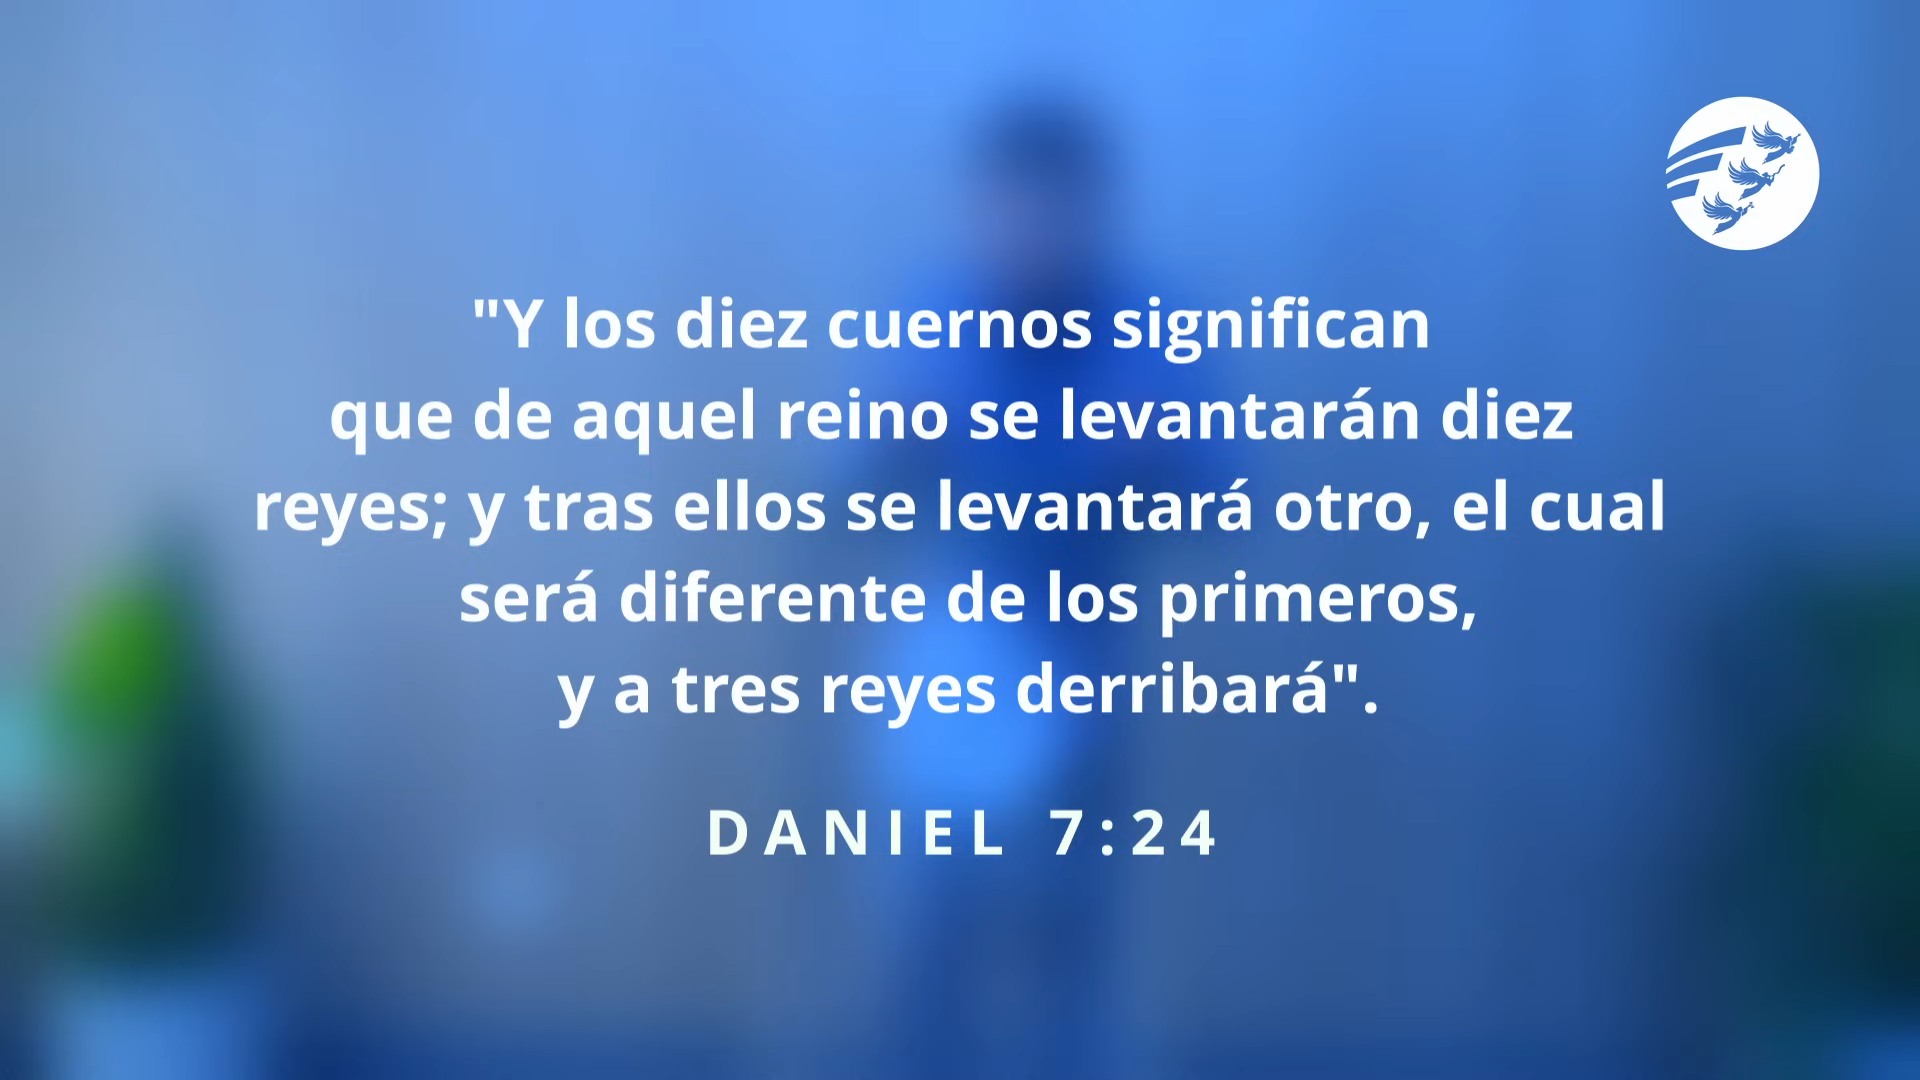 "Y los diez cuernos significan
que de aquel reino se levantarán diez
reyes; y tras ellos se levantará otro, el cual
será diferente de los primeros,
y a tres reyes derribará".
DANIEL 7:24